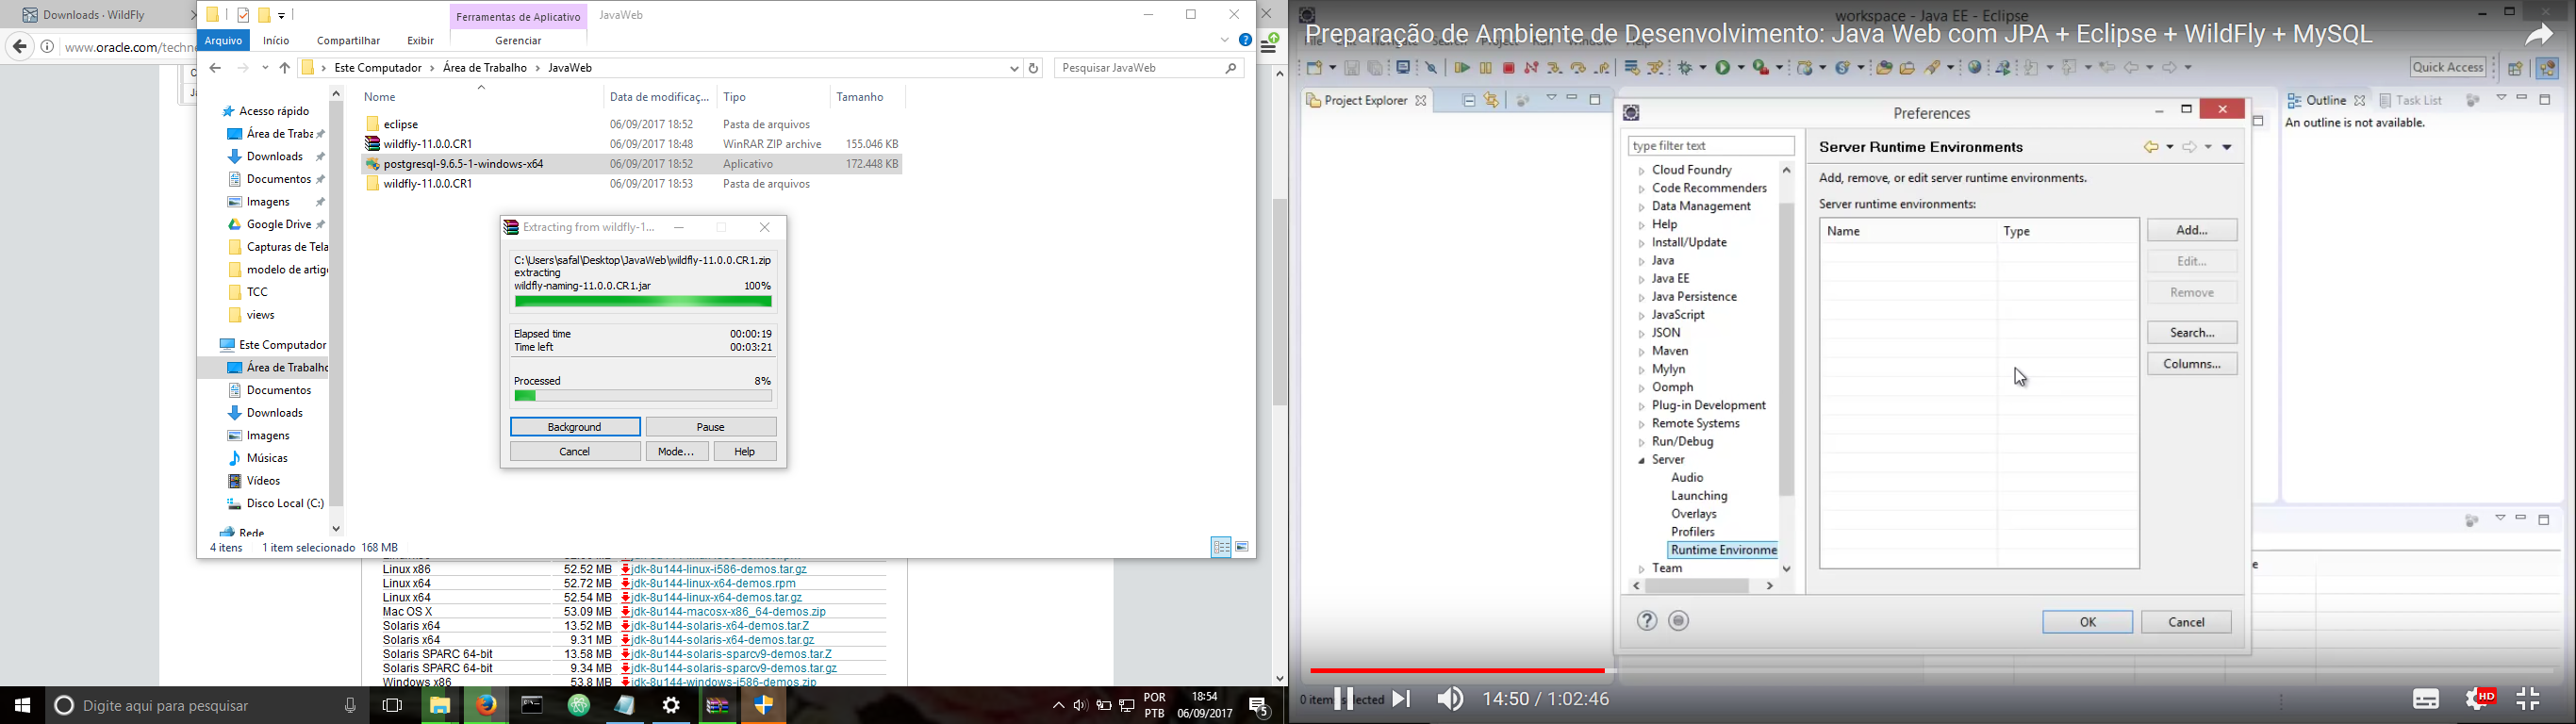 Downloads · WildFly
www.oracle.com/techne
Ferramentas de Aplicativo
JavaWeb
Arquivo
Início
Compartilhar
Exibir
Gerenciar
Este Computador > Área de Trabalho > JavaWeb
Pesquisar JavaWeb
Nome
Data de modificaç...
Tipo
Tamanho
eclipse 06/09/2017 18:52 Pasta de arquivos
wildfly-11.0.0.CR1 06/09/2017 18:48 WinRAR ZIP archive 155.046 KB
postgresql-9.6.5-1-windows-x64 06/09/2017 18:52 Aplicativo 172.448 KB
wildfly-11.0.0.CR1 06/09/2017 18:53 Pasta de arquivos
Acesso rápido
Área de Traba
Downloads
Documentos
Imagens
Google Drive
Capturas de Tela
modelo de artig
TCC
views
Este Computador
Área de Trabalho
Documentos
Downloads
Imagens
Músicas
Vídeos
Disco Local (C:)
Rede
4 itens 1 item selecionado 168 MB
Extracting from wildfly-1...
C:\Users\safal\Desktop\JavaWeb\wildfly-11.0.0.CR1.zip
extracting
wildfly-naming-11.0.0.CR1.jar 100%
Elapsed time 00:00:19
Time left 00:03:21
Processed 8%
Background
Pause
Cancel
Mode...
Help
Linux x86 52.52 MB jdk-8u144-linux-i586-demos.tar.gz
Linux x64 52.72 MB jdk-8u144-linux-x64-demos.rpm
Linux x64 52.54 MB jdk-8u144-linux-x64-demos.tar.gz
Mac OS X 53.09 MB jdk-8u144-macosx-x86_64-demos.zip
Solaris x64 13.52 MB jdk-8u144-solaris-x64-demos.tar.Z
Solaris x64 9.31 MB jdk-8u144-solaris-x64-demos.tar.gz
Solaris SPARC 64-bit 13.58 MB jdk-8u144-solaris-sparcv9-demos.tar.Z
Solaris SPARC 64-bit 9.34 MB jdk-8u144-solaris-sparcv9-demos.tar.gz
Windows x86 53.8 MB jdk-8u144-windows-i586-demos.zip
Digite aqui para pesquisar
POR
PTB
18:54
06/09/2017
5
workspace - Java EE - Eclipse
Preparação de Ambiente de Desenvolvimento: Java Web com JPA + Eclipse + WildFly + MySQL
Quick Access
Project Explorer
Outline
Task List
An outline is not available.
Preferences
type filter text
Cloud Foundry
Code Recommenders
Data Management
Help
Install/Update
Java
Java EE
Java Persistence
JavaScript
JSON
Maven
Mylyn
Oomph
Plug-in Development
Remote Systems
Run/Debug
Server
Audio
Launching
Overlays
Profilers
Runtime Environme
Team
Server Runtime Environments
Add, remove, or edit server runtime environments.
Server runtime environments:
Name
Type
Add...
Edit...
Remove
Search...
Columns...
OK
Cancel
14:50 / 1:02:46
HD